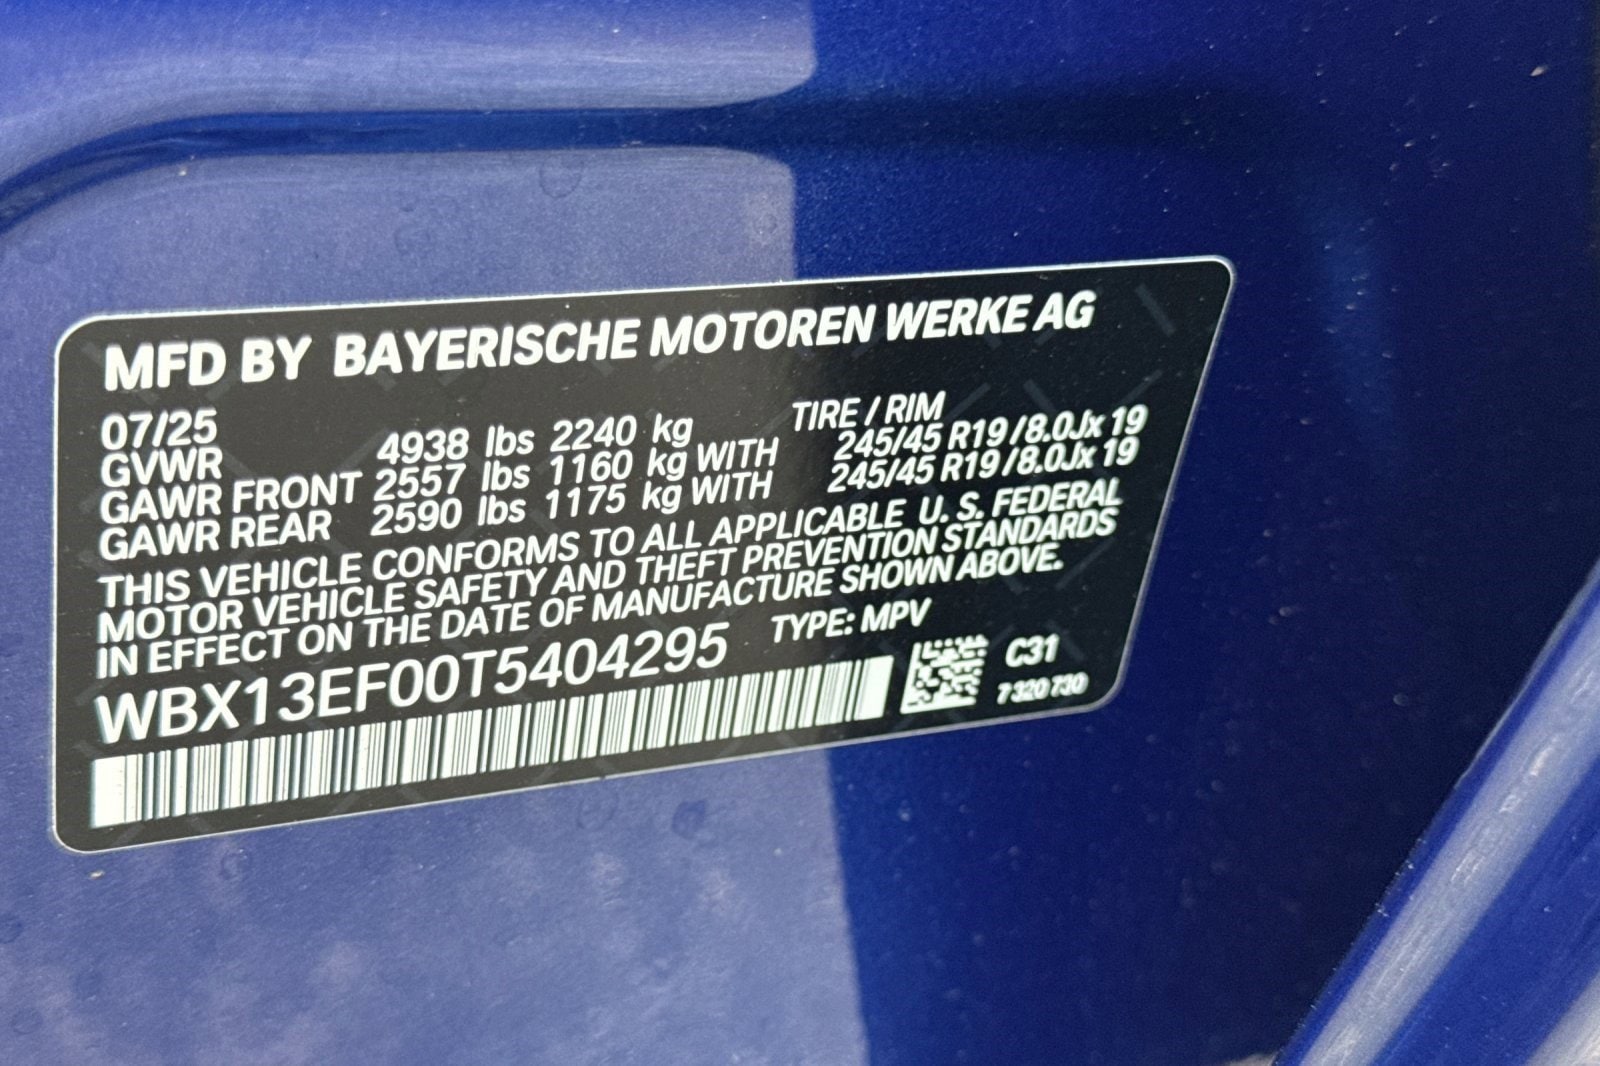 MFD BY BAYERISCHE MOTOREN WERKE AG
07/25 TIRE / RIM
GVWR 4938 lbs 2240 kg
GAWR FRONT 2557 lbs 1160 kg WITH 245/45 R19 / 8.0Jx 19
GAWR REAR 2590 lbs 1175 kg WITH 245/45 R19 / 8.0Jx 19
THIS VEHICLE CONFORMS TO ALL APPLICABLE U. S. FEDERAL
MOTOR VEHICLE SAFETY AND THEFT PREVENTION STANDARDS
IN EFFECT ON THE DATE OF MANUFACTURE SHOWN ABOVE.
WBX13EF00T5404295 TYPE: MPV
C31
7 320 730